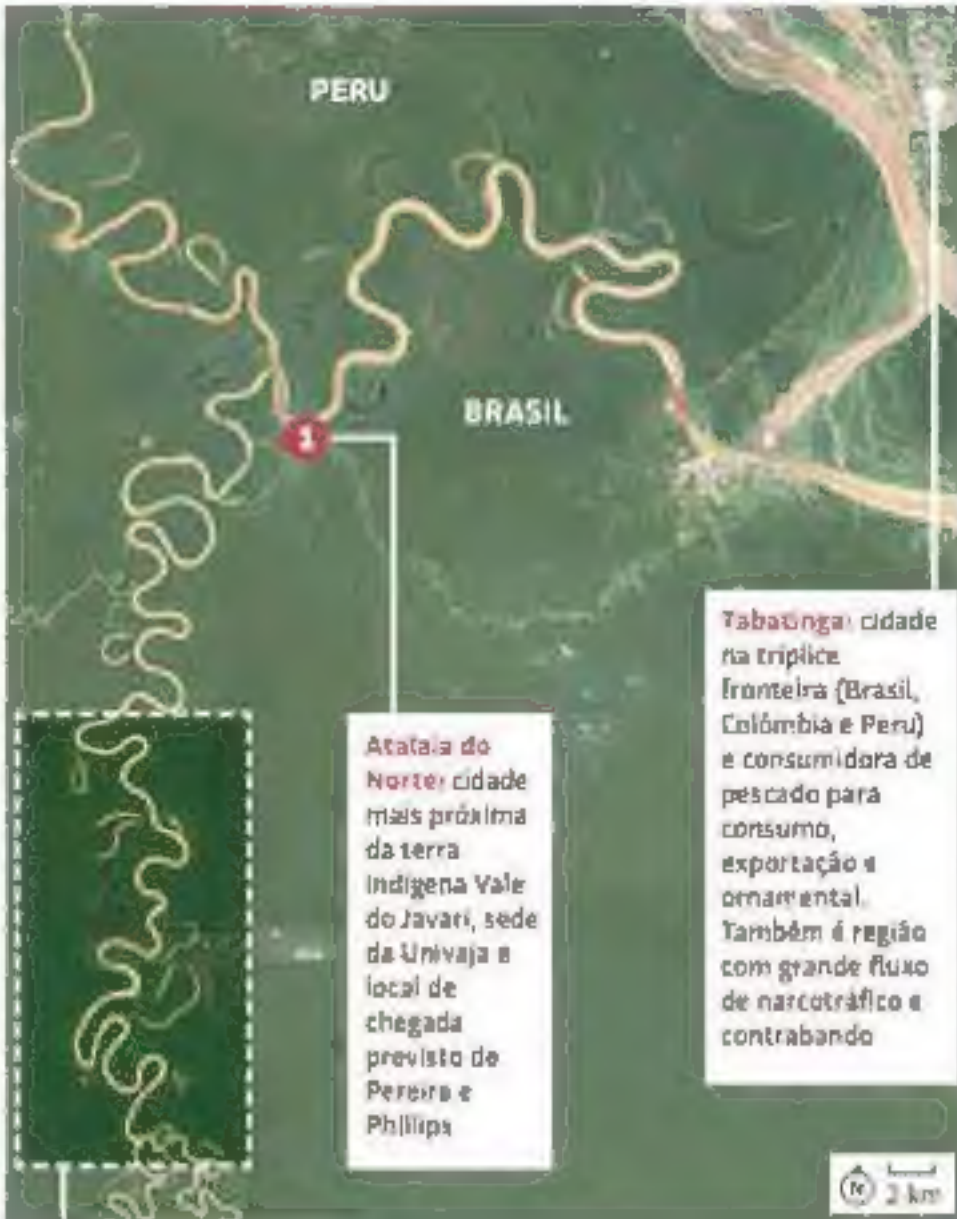 PERU
BRASIL
1
Tabatinga: cidade
na tríplice
fronteira (Brasil,
Colômbia e Peru)
e consumidora de
pescado para
consumo,
exportação e
ornamental.
Também é região
com grande fluxo
de narcotráfico e
contrabando
Atalaia do
Norte: cidade
mais próxima
da terra
indígena Vale
do Javari, sede
da Univaja e
local de
chegada
previsto de
Pereira e
Phillips
N
2 km